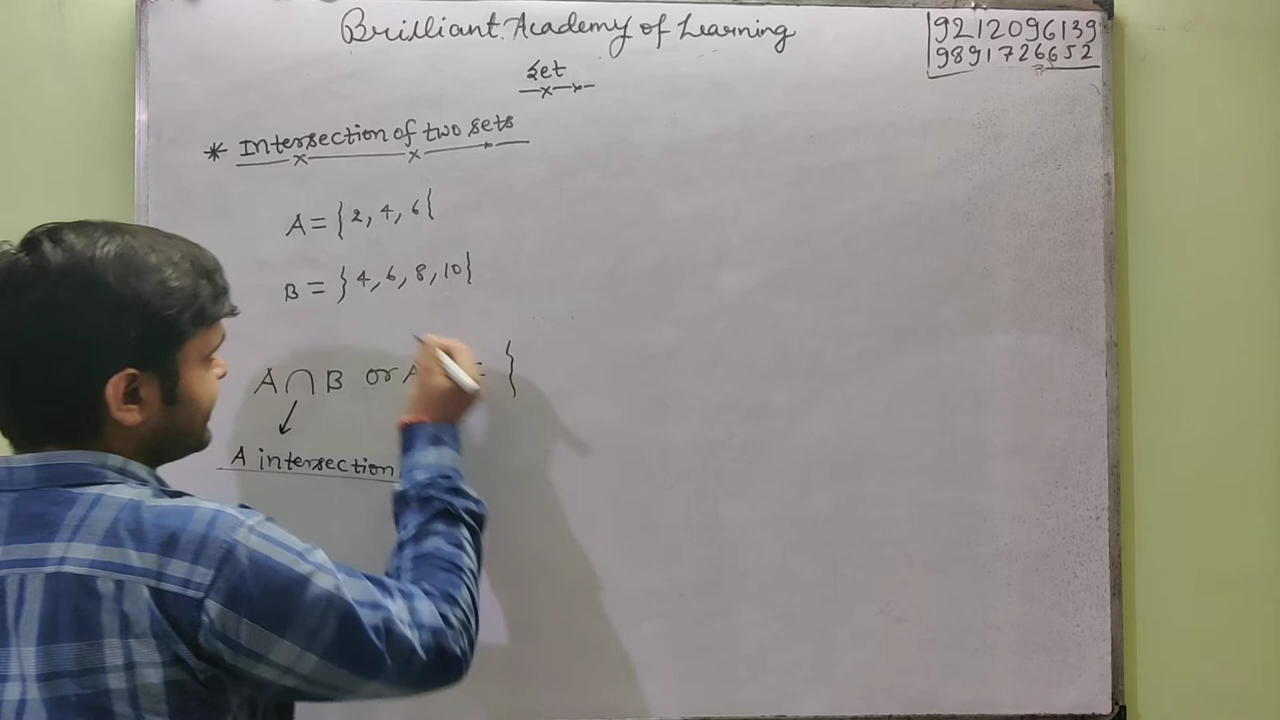 Brilliant Academy of Learning
9212096139
9891726652
Set
* Intersection of two sets
A = { 2, 4, 6 {
B = } 4, 6, 8, 10 }
A ∩ B or A = {
A intersection